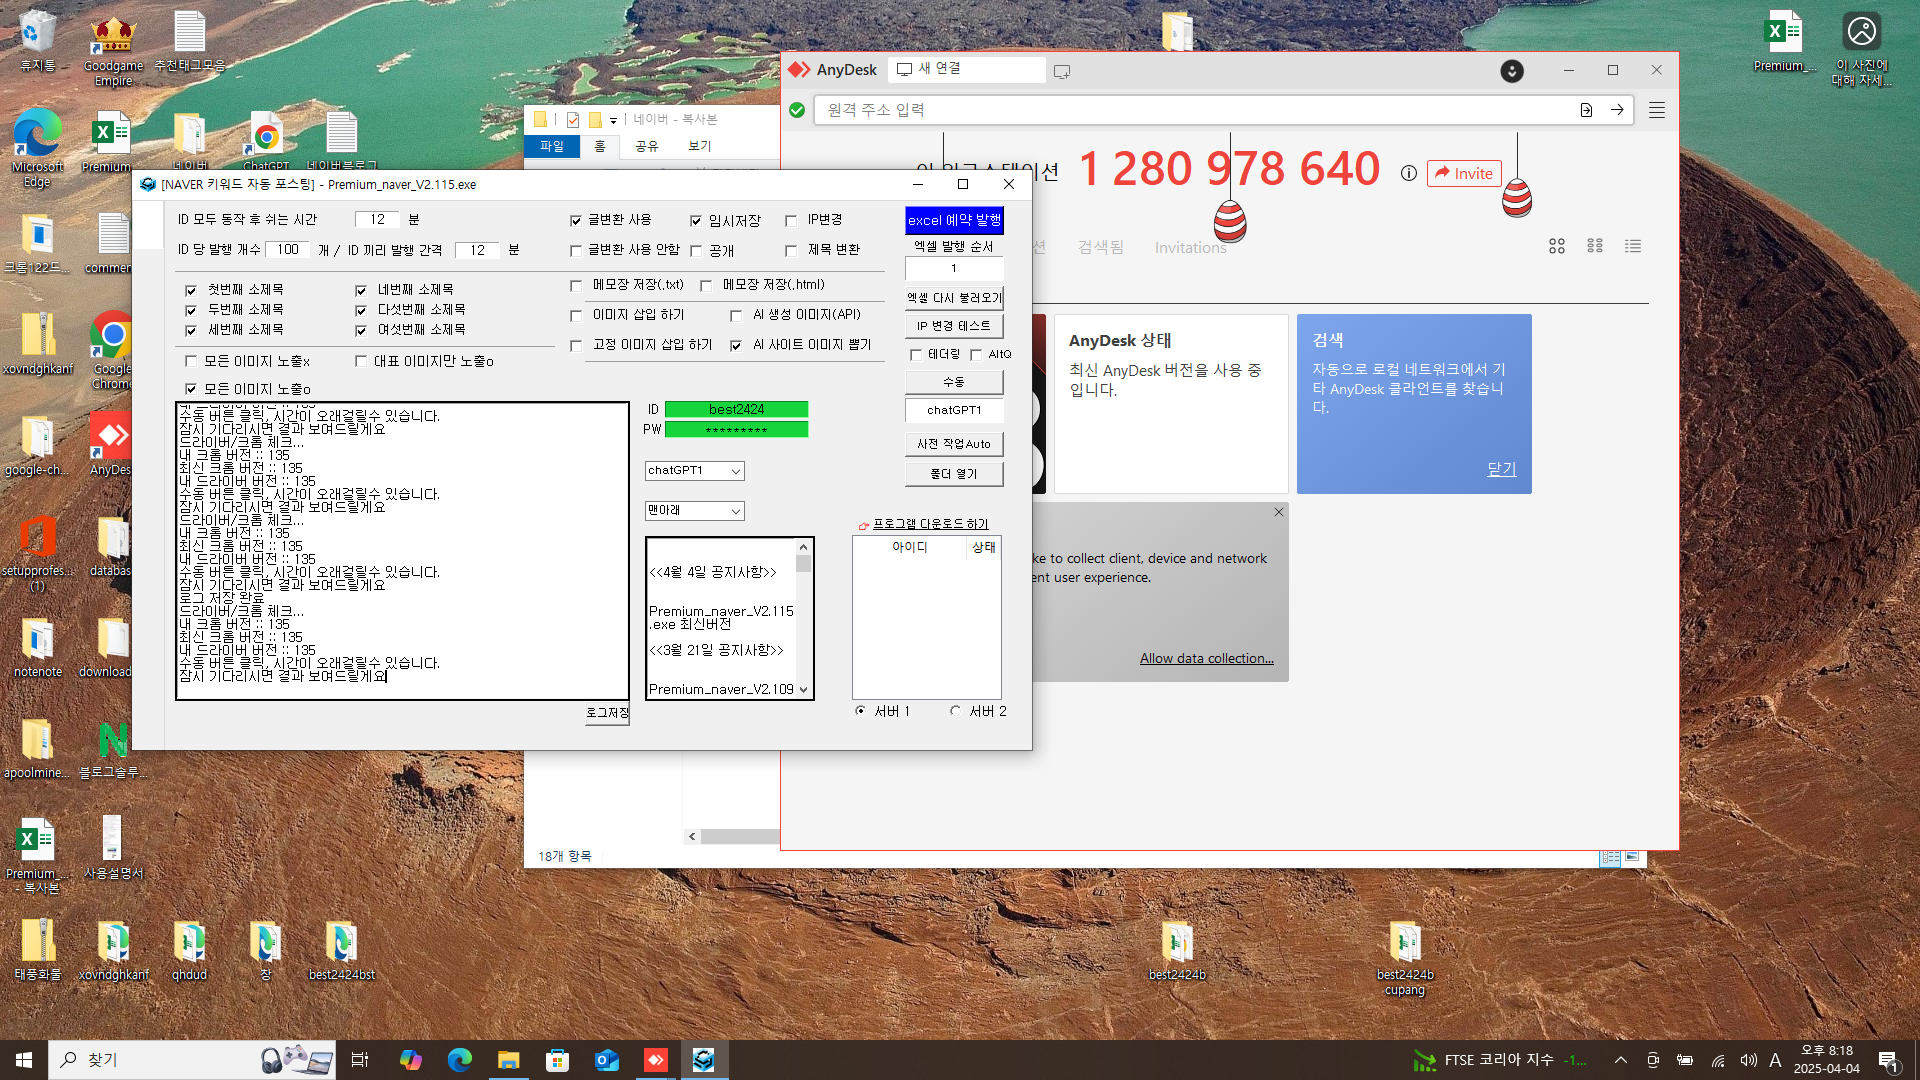 휴지통
Goodgame
Empire
추천태그모음
Premium_...
이 사진에
대해 자세...
Microsoft
Edge
Premium
네이버
ChatGPT
네이버블로그
크롬122드...
commen
xovndghkanf
Google
Chrome
google-ch...
AnyDes
setupprofes...
(1)
databas
notenote
download
apoolmine...
블로그솔루...
Premium_...
- 복사본
사용설명서
태풍화물
xovndghkanf
qhdud
창
best2424bst
best2424b
best2424b
cupang
네이버 - 복사본
파일
홈
공유
보기
18개 항목
AnyDesk
새 연결
원격 주소 입력
이 워크스테이션
1 280 978 640
Invite
션
검색됨
Invitations
AnyDesk 상태
최신 AnyDesk 버전을 사용 중
입니다.
검색
자동으로 로컬 네트워크에서 기
타 AnyDesk 클라언트를 찾습니
다.
닫기
ke to collect client, device and network
ent user experience.
Allow data collection...
[NAVER 키워드 자동 포스팅] - Premium_naver_V2.115.exe
ID 모두 동작 후 쉬는 시간
12
분
ID 당 발행 개수
100
개 / ID 끼리 발행 간격
12
분
글변환 사용
임시저장
IP변경
글변환 사용 안함
공개
제목 변환
첫번째 소제목
네번째 소제목
두번째 소제목
다섯번째 소제목
세번째 소제목
여섯번째 소제목
메모장 저장(.txt)
메모장 저장(.html)
이미지 삽입 하기
AI 생성 이미지(API)
고정 이미지 삽입 하기
AI 사이트 이미지 뽑기
모든 이미지 노출x
대표 이미지만 노출o
모든 이미지 노출o
excel 예약 발행
엑셀 발행 순서
1
엑셀 다시 불러오기
IP 변경 테스트
테더링
AltQ
수동
chatGPT1
사전 작업Auto
폴더 열기
수동 버튼 클릭, 시간이 오래걸릴수 있습니다.
잠시 기다리시면 결과 보여드릴게요
드라이버/크롬 체크...
내 크롬 버전 :: 135
최신 크롬 버전 :: 135
내 드라이버 버전 :: 135
수동 버튼 클릭, 시간이 오래걸릴수 있습니다.
잠시 기다리시면 결과 보여드릴게요
드라이버/크롬 체크...
내 크롬 버전 :: 135
최신 크롬 버전 :: 135
내 드라이버 버전 :: 135
수동 버튼 클릭, 시간이 오래걸릴수 있습니다.
잠시 기다리시면 결과 보여드릴게요
로그 저장 완료
드라이버/크롬 체크...
내 크롬 버전 :: 135
최신 크롬 버전 :: 135
내 드라이버 버전 :: 135
수동 버튼 클릭, 시간이 오래걸릴수 있습니다.
잠시 기다리시면 결과 보여드릴게요
로그저장
ID
best2424
PW
*********
chatGPT1
맨아래
<<4월 4일 공지사항>>
Premium_naver_V2.115
.exe 최신버전
<<3월 21일 공지사항>>
Premium_naver_V2.109
프로그램 다운로드 하기
아이디
상태
서버 1
서버 2
찾기
FTSE 코리아 지수
-1...
A
오후 8:18
2025-04-04
1